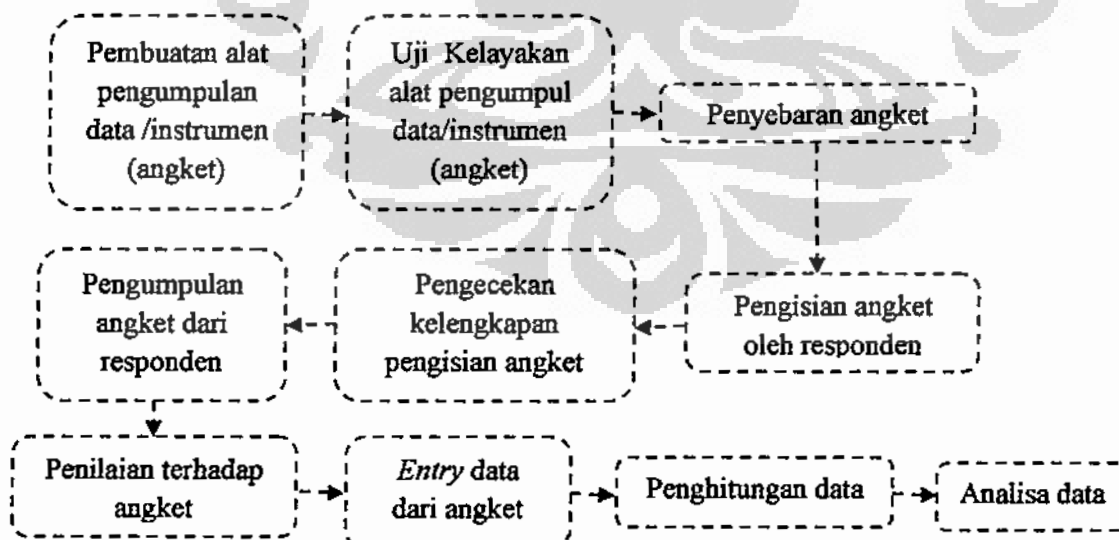 Pembuatan alat
pengumpulan
data /instrumen
(angket)
Uji Kelayakan
alat pengumpul
data/instrumen
(angket)
Penyebaran angket
Pengisian angket
oleh responden
Pengecekan
kelengkapan
pengisian angket
Pengumpulan
angket dari
responden
Penilaian terhadap
angket
Entry data
dari angket
Penghitungan data
Analisa data